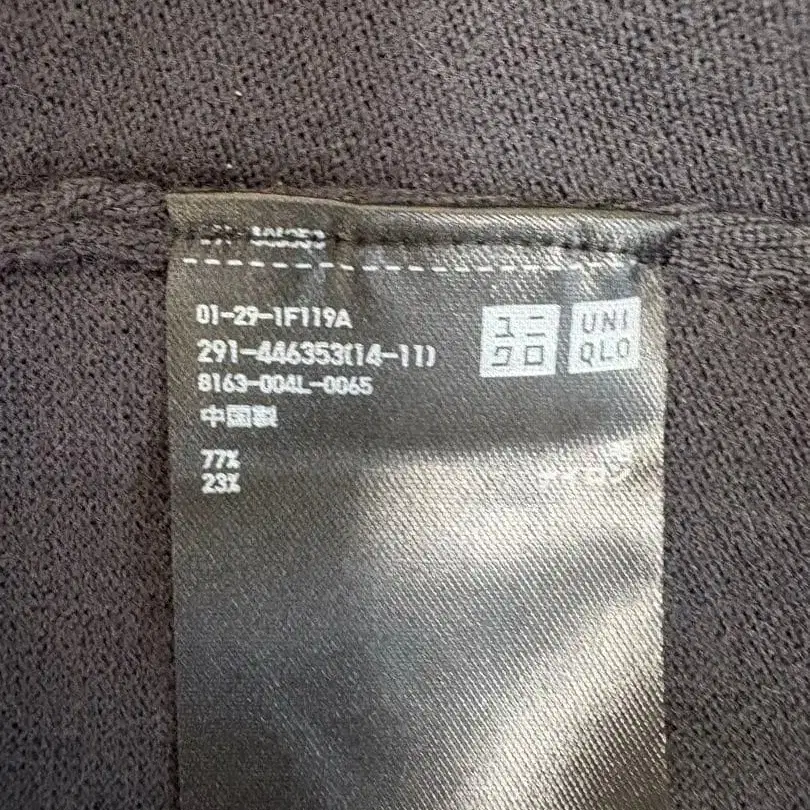 01-29-1F119A
291-446353(14-11)
8163-004L-0065
中国製
77%
23%
ユニ
クロ
UNI
QLO